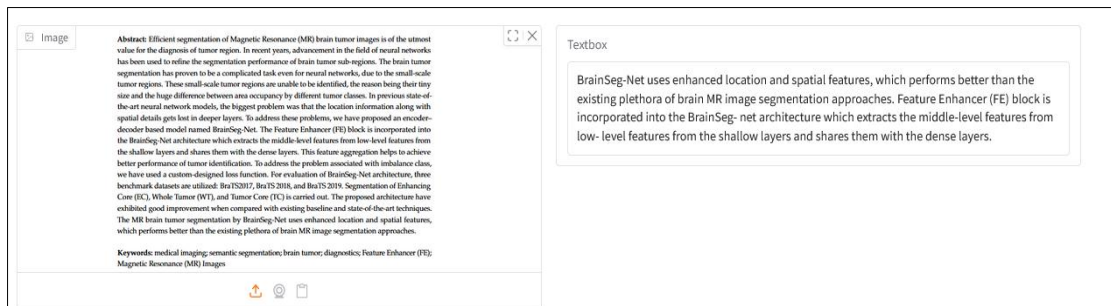 Image
Abstract: Efficient segmentation of Magnetic Resonance (MR) brain tumor images is of the utmost
value for the diagnosis of tumor region. In recent years, advancement in the field of neural networks
has been used to refine the segmentation performance of brain tumor sub-regions. The brain tumor
segmentation has proven to be a complicated task even for neural networks, due to the small-scale
tumor regions. These small-scale tumor regions are unable to be identified, the reason being their tiny
size and the huge difference between area occupancy by different tumor classes. In previous state-of-
the-art neural network models, the biggest problem was that the location information along with
spatial details gets lost in deeper layers. To address these problems, we have proposed an encoder–
decoder based model named BrainSeg-Net. The Feature Enhancer (FE) block is incorporated into
the BrainSeg-Net architecture which extracts the middle-level features from low-level features from
the shallow layers and shares them with the dense layers. This feature aggregation helps to achieve
better performance of tumor identification. To address the problem associated with imbalance class,
we have used a custom-designed loss function. For evaluation of BrainSeg-Net architecture, three
benchmark datasets are utilized: BraTS2017, BraTS 2018, and BraTS 2019. Segmentation of Enhancing
Core (EC), Whole Tumor (WT), and Tumor Core (TC) is carried out. The proposed architecture have
exhibited good improvement when compared with existing baseline and state-of-the-art techniques.
The MR brain tumor segmentation by BrainSeg-Net uses enhanced location and spatial features,
which performs better than the existing plethora of brain MR image segmentation approaches.
Keywords: medical imaging; semantic segmentation; brain tumor; diagnostics; Feature Enhancer (FE);
Magnetic Resonance (MR) Images
Textbox
BrainSeg-Net uses enhanced location and spatial features, which performs better than the
existing plethora of brain MR image segmentation approaches. Feature Enhancer (FE) block is
incorporated into the BrainSeg- net architecture which extracts the middle-level features from
low- level features from the shallow layers and shares them with the dense layers.